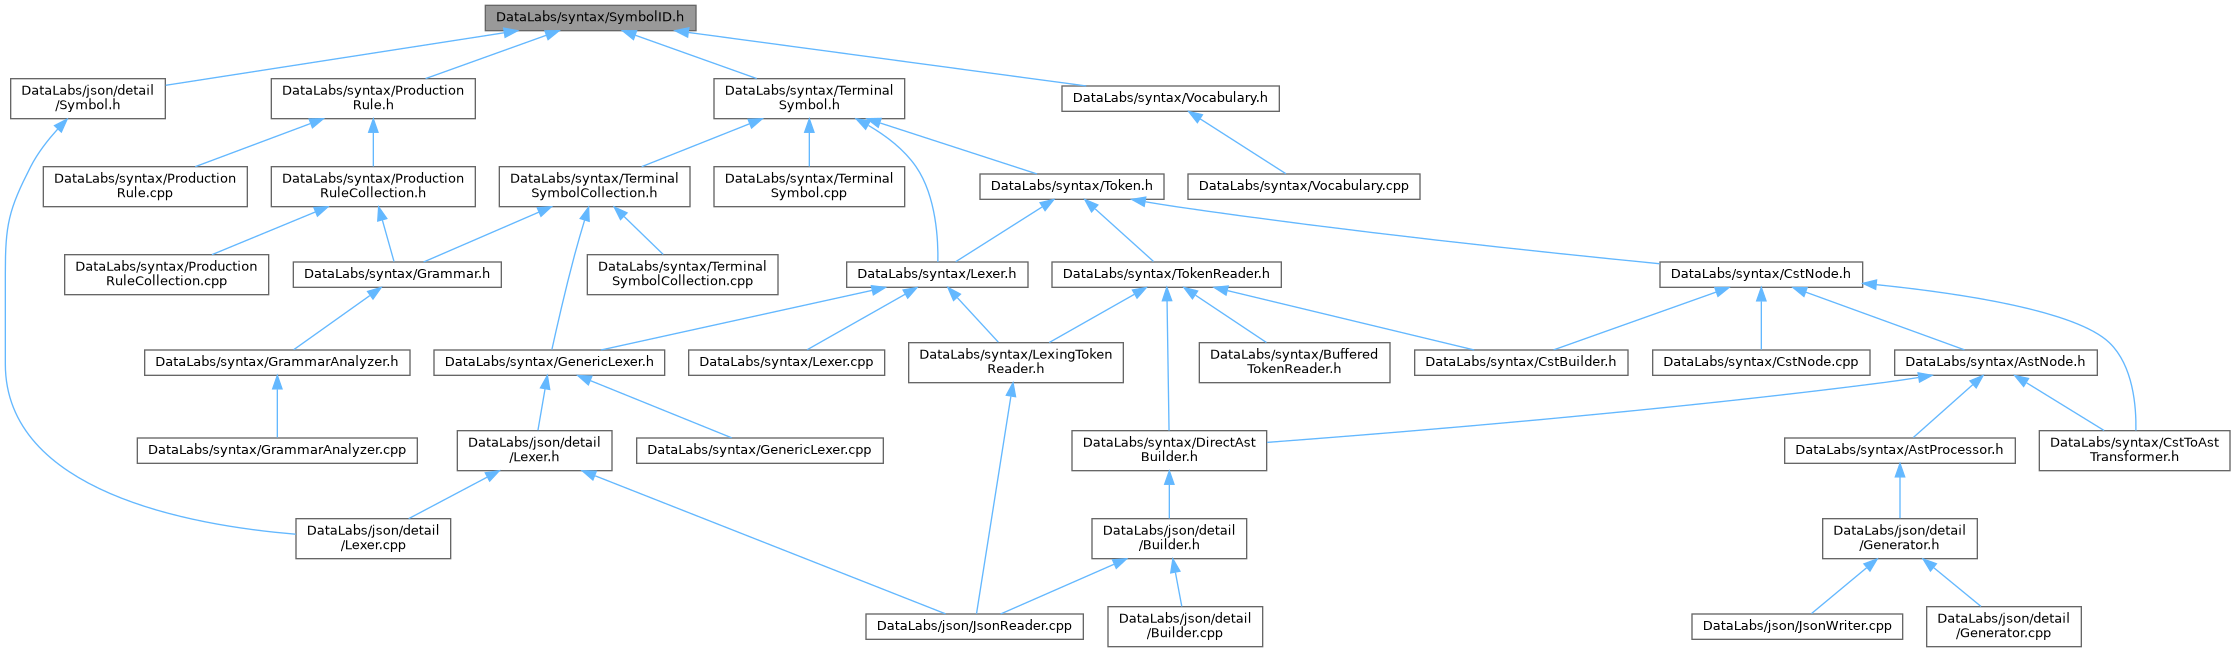 DataLabs/syntax/SymbolID.h
DataLabs/json/detail
/Symbol.h
DataLabs/syntax/Production
Rule.h
DataLabs/syntax/Terminal
Symbol.h
DataLabs/syntax/Vocabulary.h
DataLabs/syntax/Production
Rule.cpp
DataLabs/syntax/Production
RuleCollection.h
DataLabs/syntax/Terminal
SymbolCollection.h
DataLabs/syntax/Terminal
Symbol.cpp
DataLabs/syntax/Token.h
DataLabs/syntax/Vocabulary.cpp
DataLabs/syntax/Production
RuleCollection.cpp
DataLabs/syntax/Grammar.h
DataLabs/syntax/Terminal
SymbolCollection.cpp
DataLabs/syntax/Lexer.h
DataLabs/syntax/TokenReader.h
DataLabs/syntax/CstNode.h
DataLabs/syntax/GrammarAnalyzer.h
DataLabs/syntax/GenericLexer.h
DataLabs/syntax/Lexer.cpp
DataLabs/syntax/LexingToken
Reader.h
DataLabs/syntax/Buffered
TokenReader.h
DataLabs/syntax/CstBuilder.h
DataLabs/syntax/CstNode.cpp
DataLabs/syntax/AstNode.h
DataLabs/syntax/GrammarAnalyzer.cpp
DataLabs/json/detail
/Lexer.h
DataLabs/syntax/GenericLexer.cpp
DataLabs/syntax/DirectAst
Builder.h
DataLabs/syntax/AstProcessor.h
DataLabs/syntax/CstToAst
Transformer.h
DataLabs/json/detail
/Lexer.cpp
DataLabs/json/detail
/Builder.h
DataLabs/json/detail
/Generator.h
DataLabs/json/JsonReader.cpp
DataLabs/json/detail
/Builder.cpp
DataLabs/json/JsonWriter.cpp
DataLabs/json/detail
/Generator.cpp